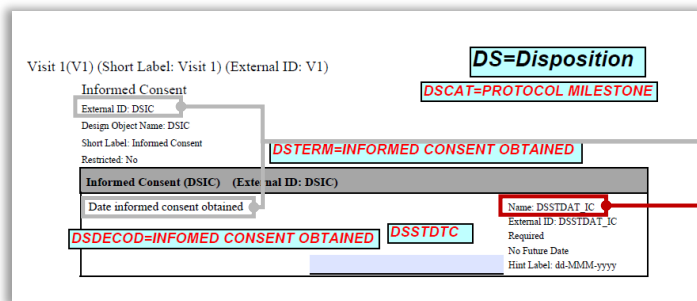 DS=Disposition
Visit 1(V1) (Short Label: Visit 1) (External ID: V1)
Informed Consent
DSCAT=PROTOCOL MILESTONE
External ID: DSIC
Design Object Name: DSIC
Short Label: Informed Consent
DSTERM=INFORMED CONSENT OBTAINED
Restricted: No
Informed Consent (DSIC) (External ID: DSIC)
Date informed consent obtained
Name: DSSTDAT_IC
External ID: DSSTDAT_IC
DSDECOD=INFOMED CONSENT OBTAINED
DSSTDTC
Required
No Future Date
Hint Label: dd-MMM-yyyy